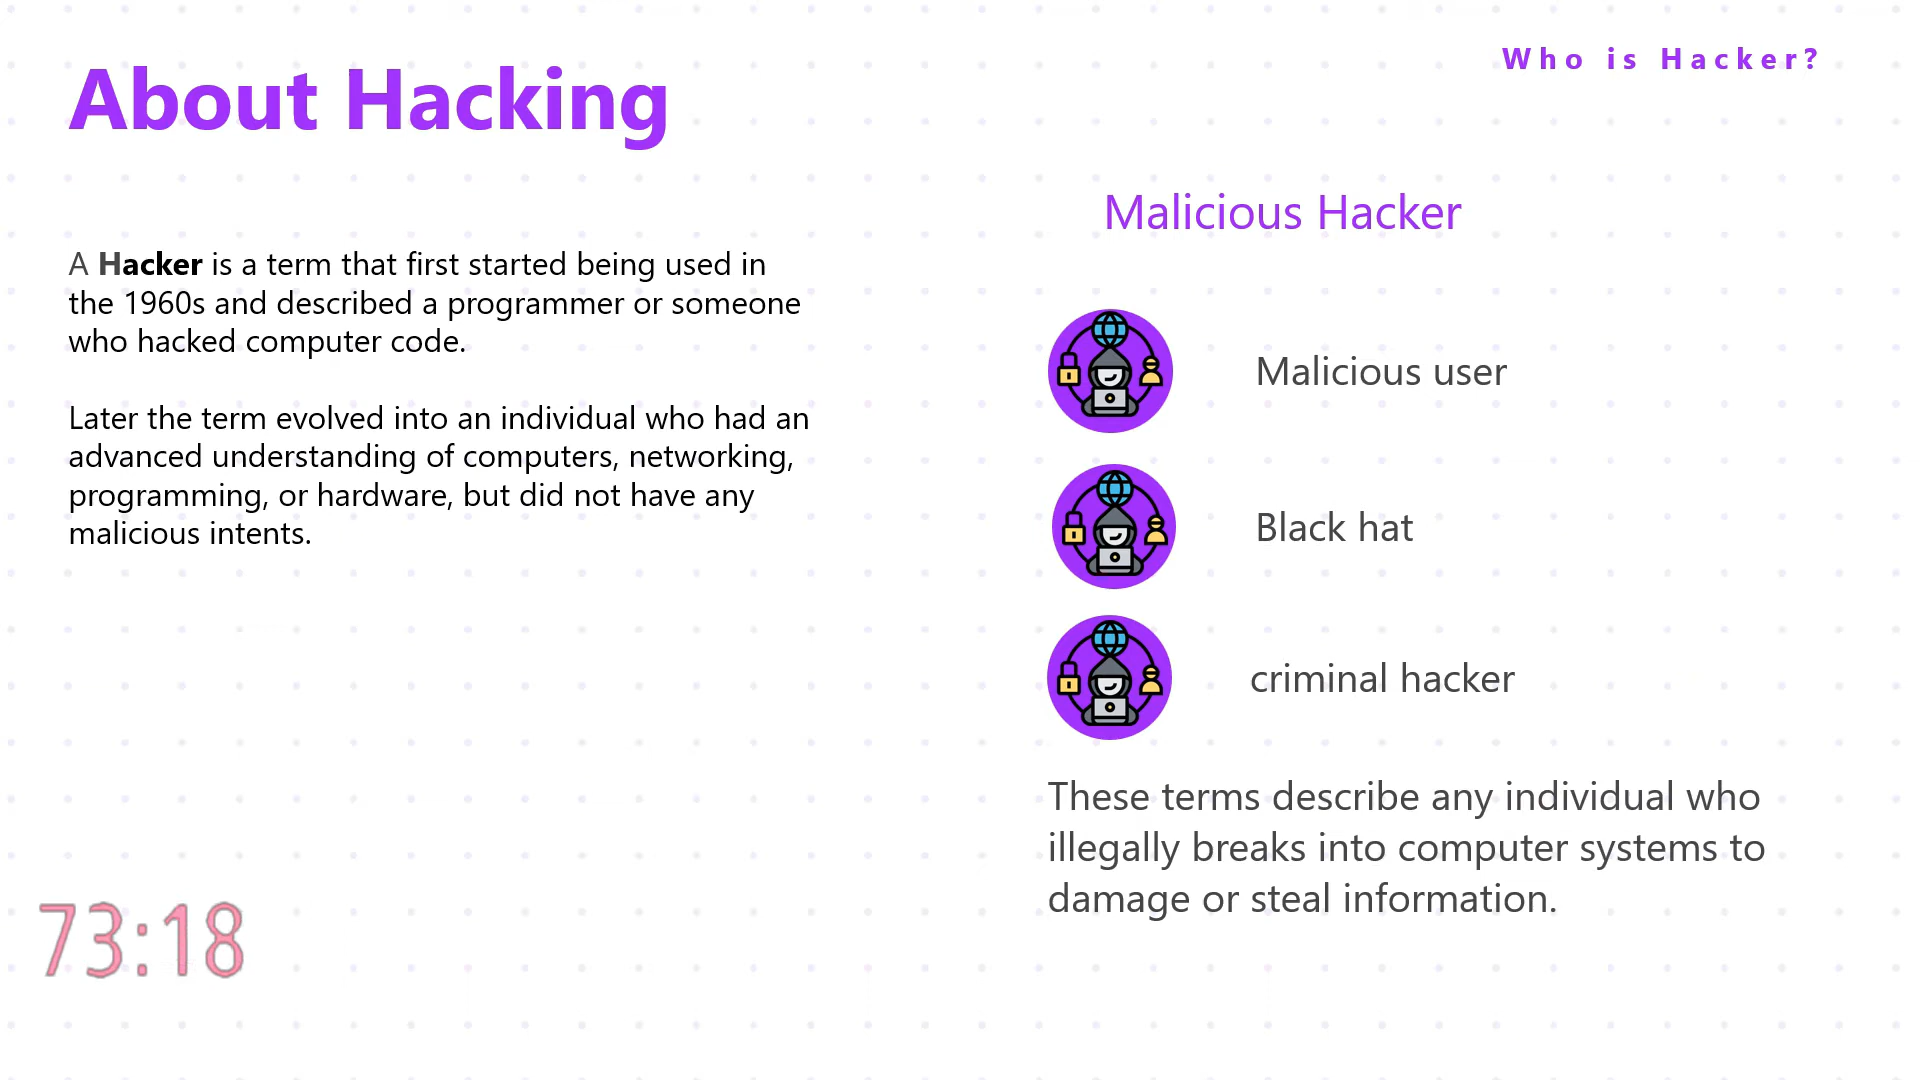 Who is Hacker?
About Hacking
A Hacker is a term that first started being used in
the 1960s and described a programmer or someone
who hacked computer code.
Later the term evolved into an individual who had an
advanced understanding of computers, networking,
programming, or hardware, but did not have any
malicious intents.
Malicious Hacker
Malicious user
Black hat
criminal hacker
These terms describe any individual who
illegally breaks into computer systems to
damage or steal information.
73:18